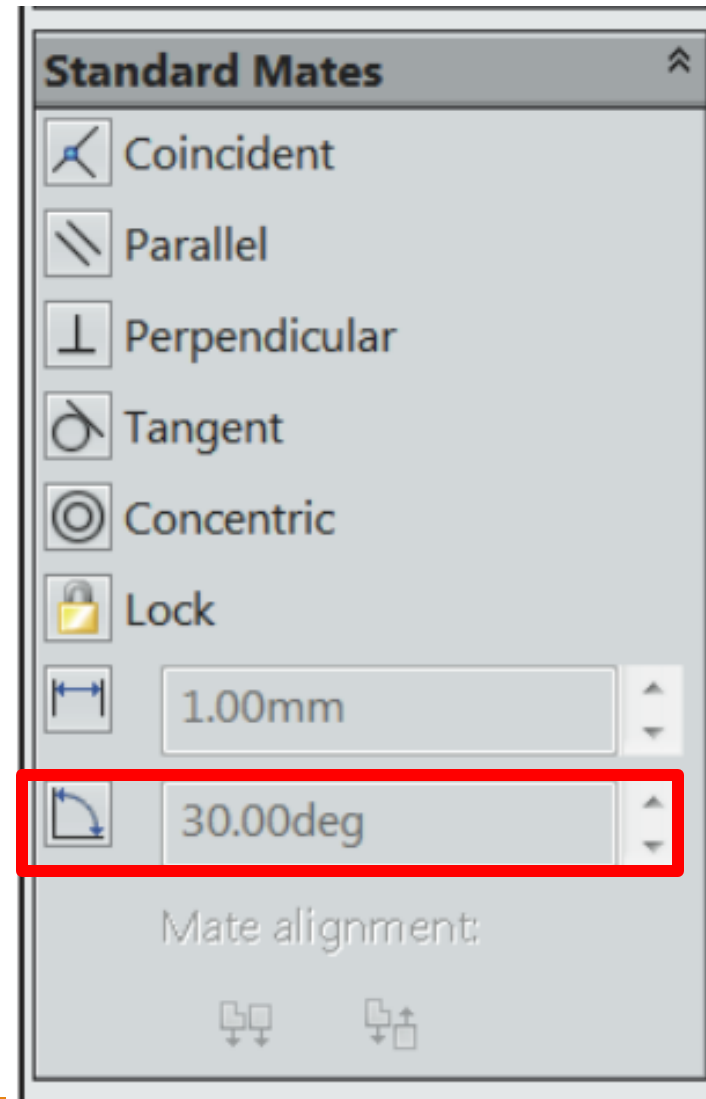 Standard Mates
Coincident
Parallel
Perpendicular
Tangent
Concentric
Lock
1.00mm
30.00deg
Mate alignment: